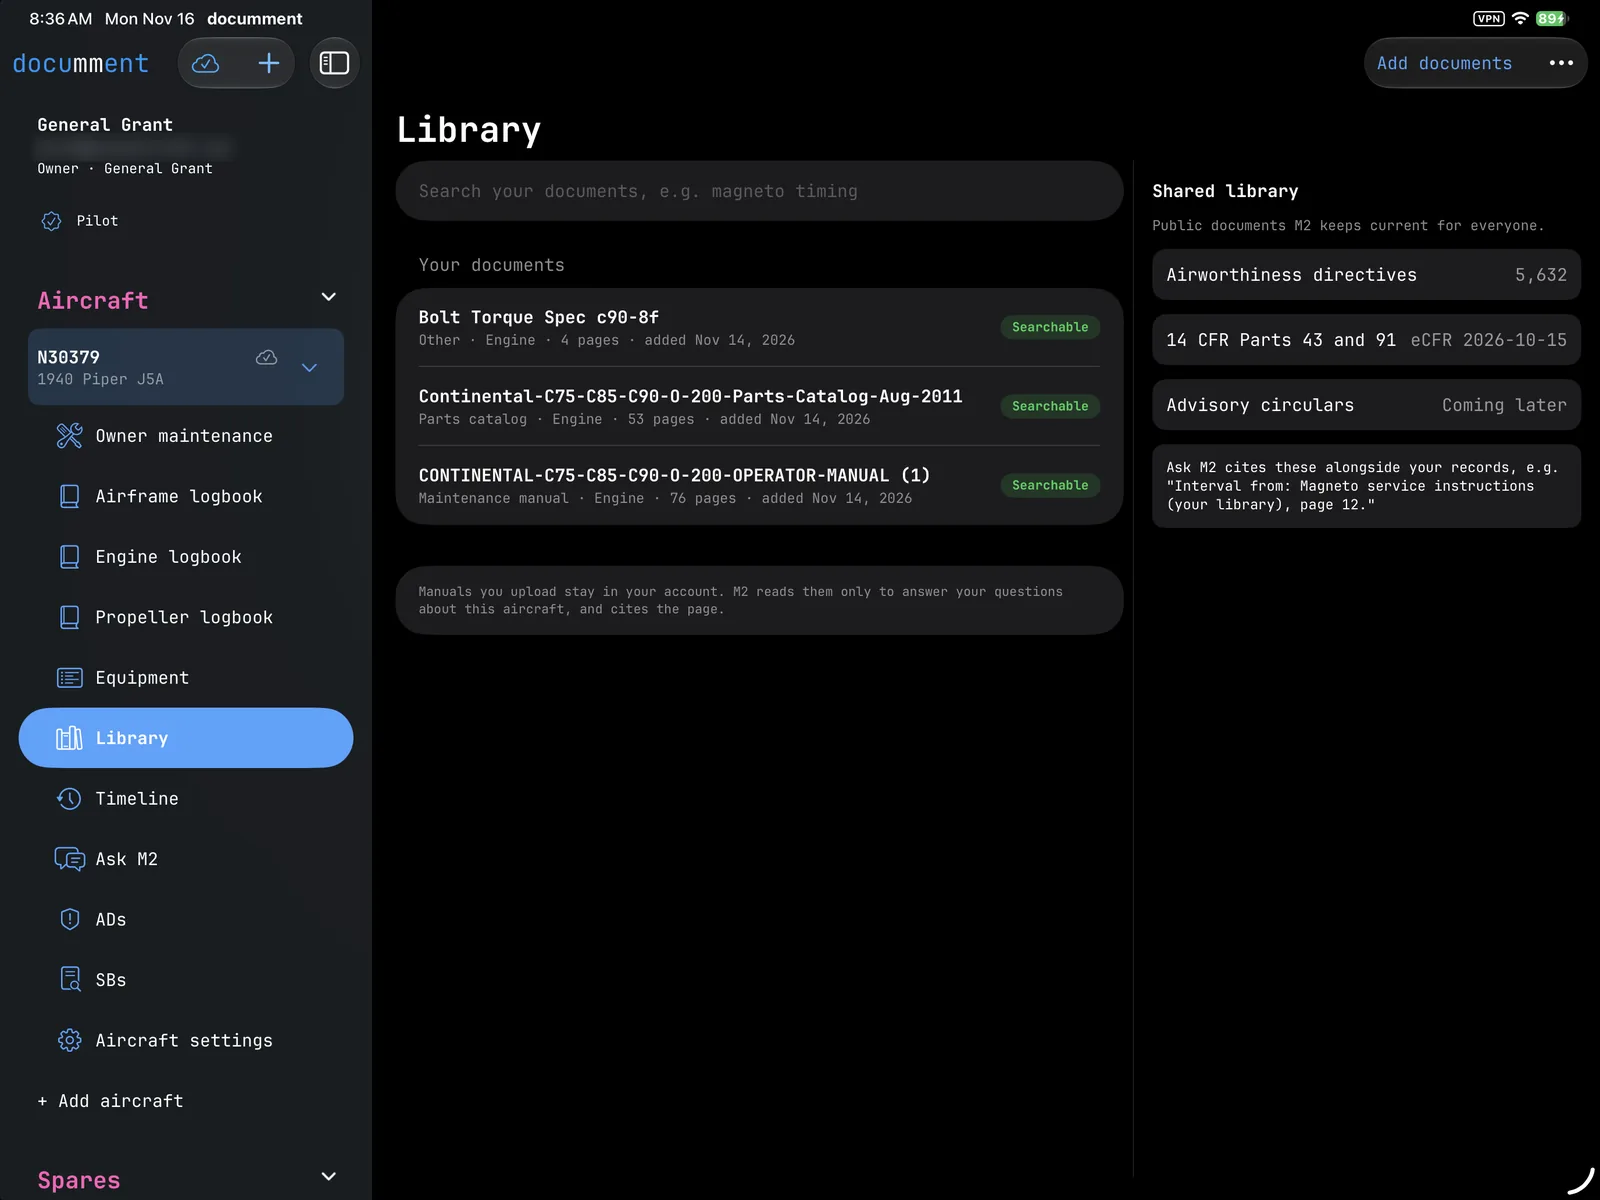 8:36 AM Mon Nov 16 documment
VPN 89
documment
Add documents
General Grant
Owner · General Grant
Pilot
Aircraft
N30379
1940 Piper J5A
Owner maintenance
Airframe logbook
Engine logbook
Propeller logbook
Equipment
Library
Timeline
Ask M2
ADs
SBs
Aircraft settings
+ Add aircraft
Spares
Library
Search your documents, e.g. magneto timing
Your documents
Bolt Torque Spec c90-8f
Other · Engine · 4 pages · added Nov 14, 2026
Searchable
Continental-C75-C85-C90-O-200-Parts-Catalog-Aug-2011
Parts catalog · Engine · 53 pages · added Nov 14, 2026
Searchable
CONTINENTAL-C75-C85-C90-O-200-OPERATOR-MANUAL (1)
Maintenance manual · Engine · 76 pages · added Nov 14, 2026
Searchable
Manuals you upload stay in your account. M2 reads them only to answer your questions
about this aircraft, and cites the page.
Shared library
Public documents M2 keeps current for everyone.
Airworthiness directives 5,632
14 CFR Parts 43 and 91 eCFR 2026-10-15
Advisory circulars Coming later
Ask M2 cites these alongside your records, e.g.
"Interval from: Magneto service instructions
(your library), page 12."